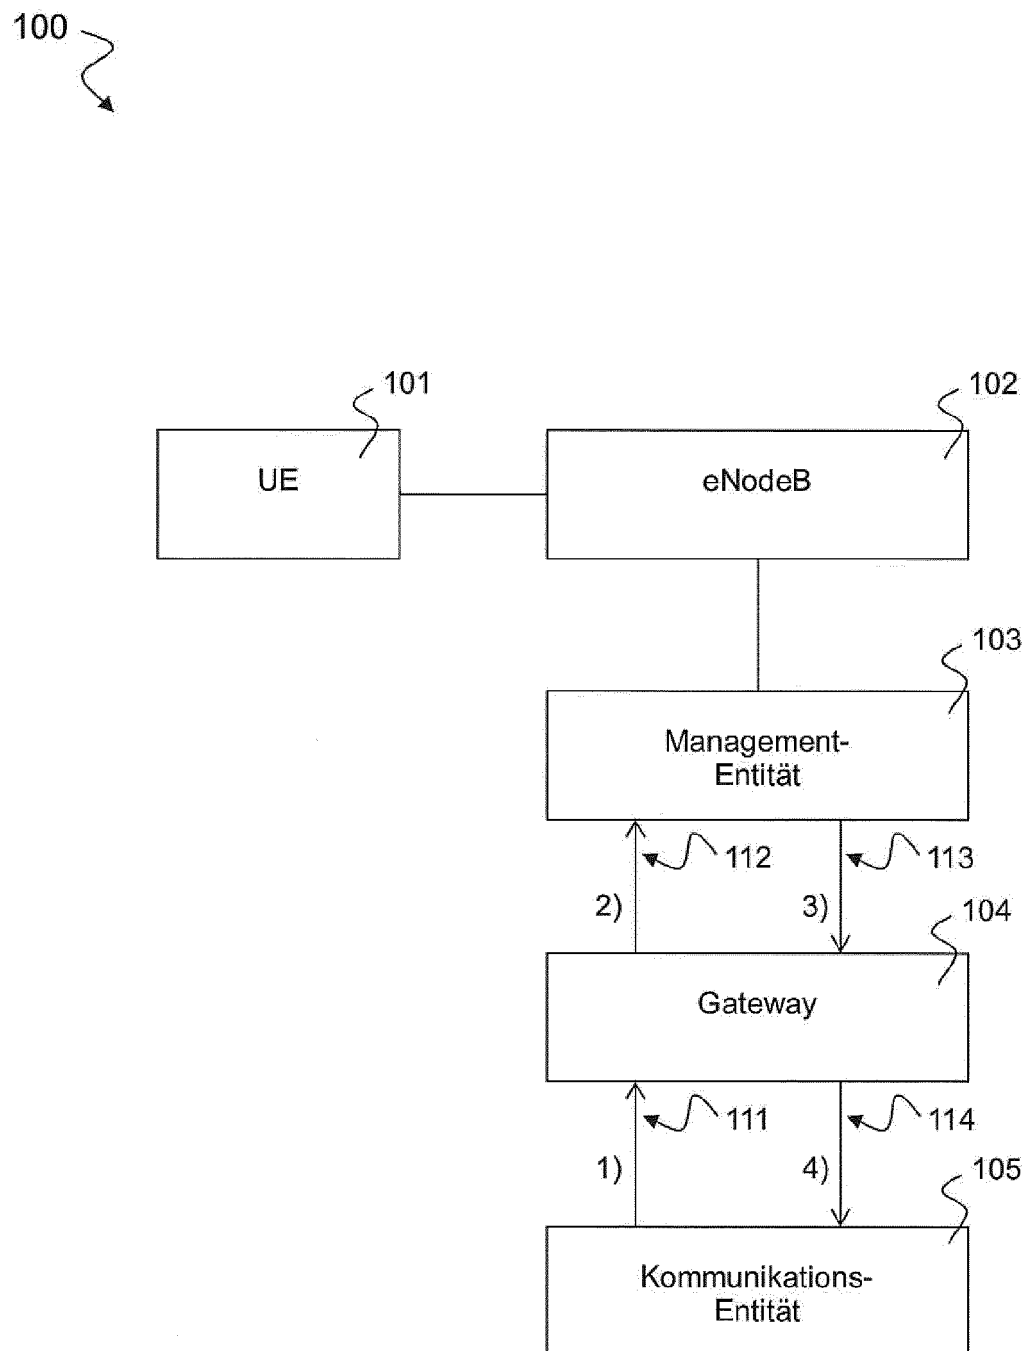 100
101
102
UE
eNodeB
103
Management-
Entität
112
113
2)
3)
104
Gateway
111
114
1)
4)
105
Kommunikations-
Entität